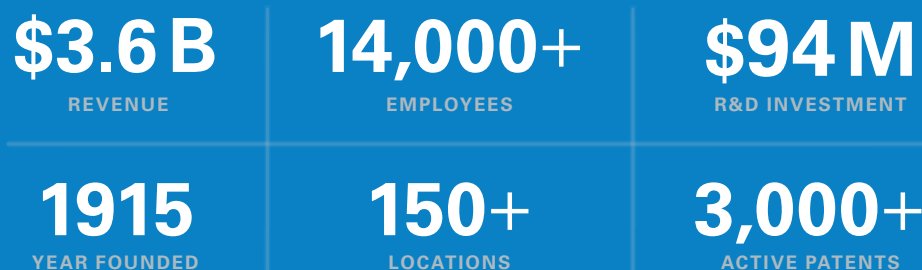 $3.6 B 14,000+ $94 M
REVENUE EMPLOYEES R&D INVESTMENT
1915 150+ 3,000+
YEAR FOUNDED LOCATIONS ACTIVE PATENTS